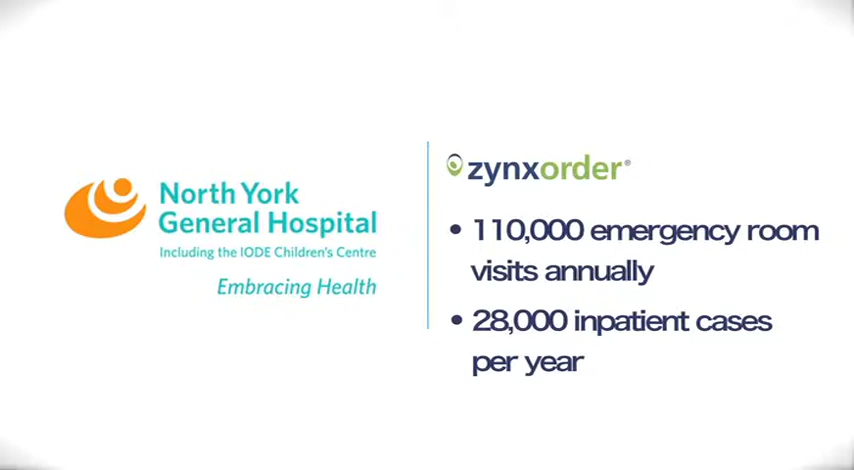 North York
General Hospital
Including the IODE Children's Centre
Embracing Health
zynxorder®
• 110,000 emergency room
visits annually
• 28,000 inpatient cases
per year